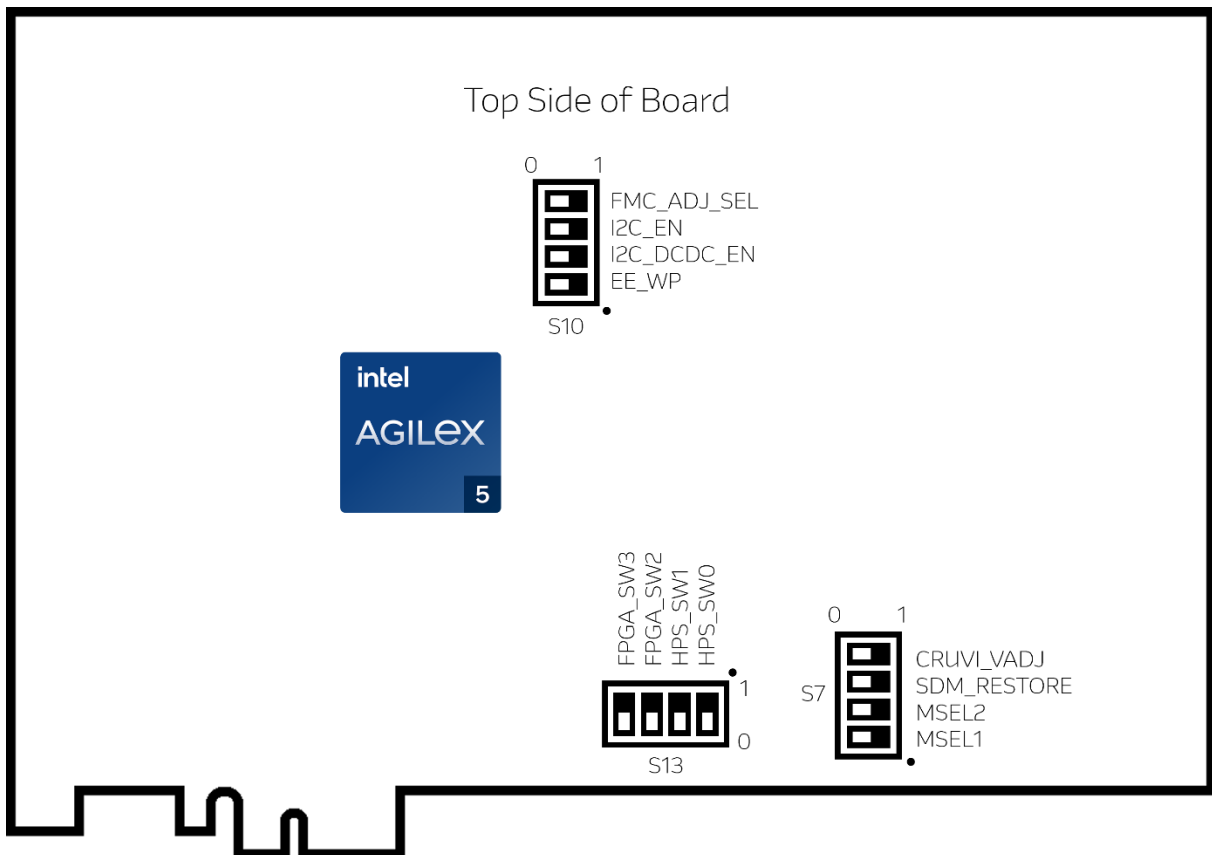 Top Side of Board
0 1
FMC_ADJ_SEL
I2C_EN
I2C_DCDC_EN
EE_WP
S10
intel
AGILEX
5
FPGA_SW3
FPGA_SW2
HPS_SW1
HPS_SW0
1
0
S13
0 1
S7
CRUVI_VADJ
SDM_RESTORE
MSEL2
MSEL1